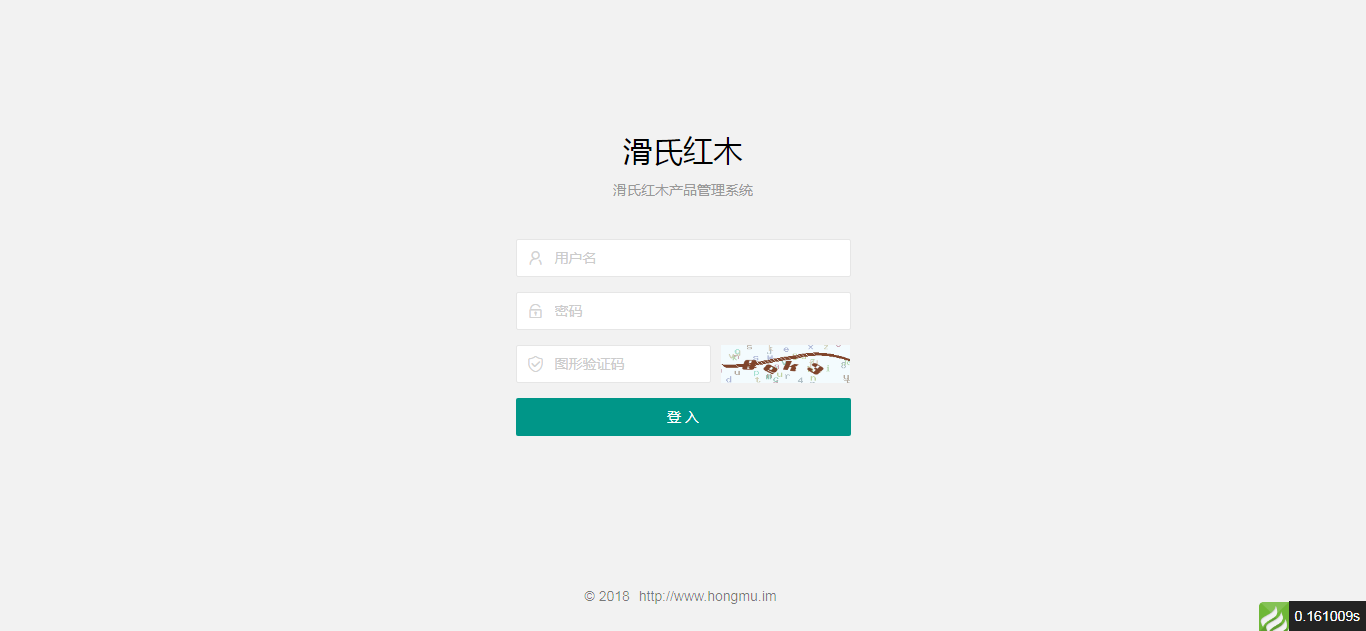 滑氏红木
滑氏红木产品管理系统
用户名
密码
图形验证码
登 入
© 2018 http://www.hongmu.im
0.161009s